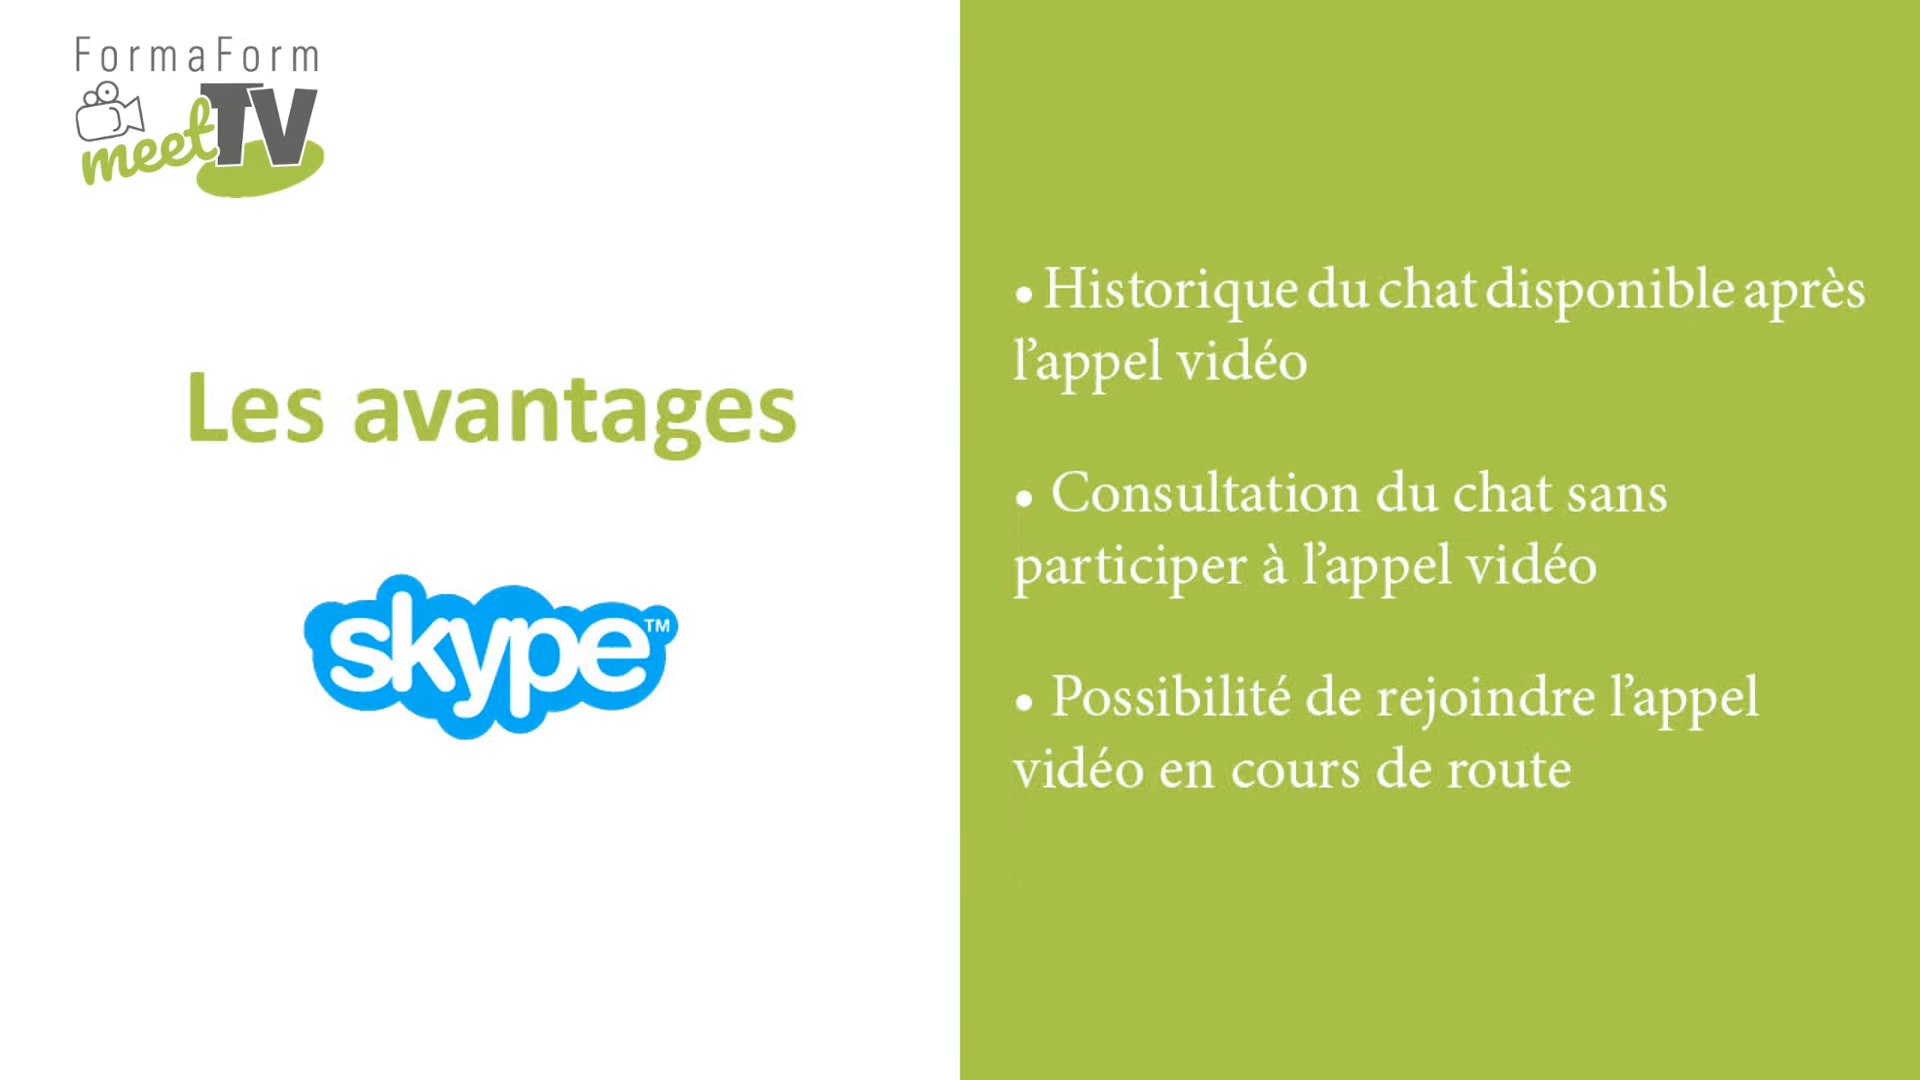 FormaForm
meet TV
Les avantages
skype™
• Historique du chat disponible après
l’appel vidéo
• Consultation du chat sans
participer à l’appel vidéo
• Possibilité de rejoindre l’appel
vidéo en cours de route